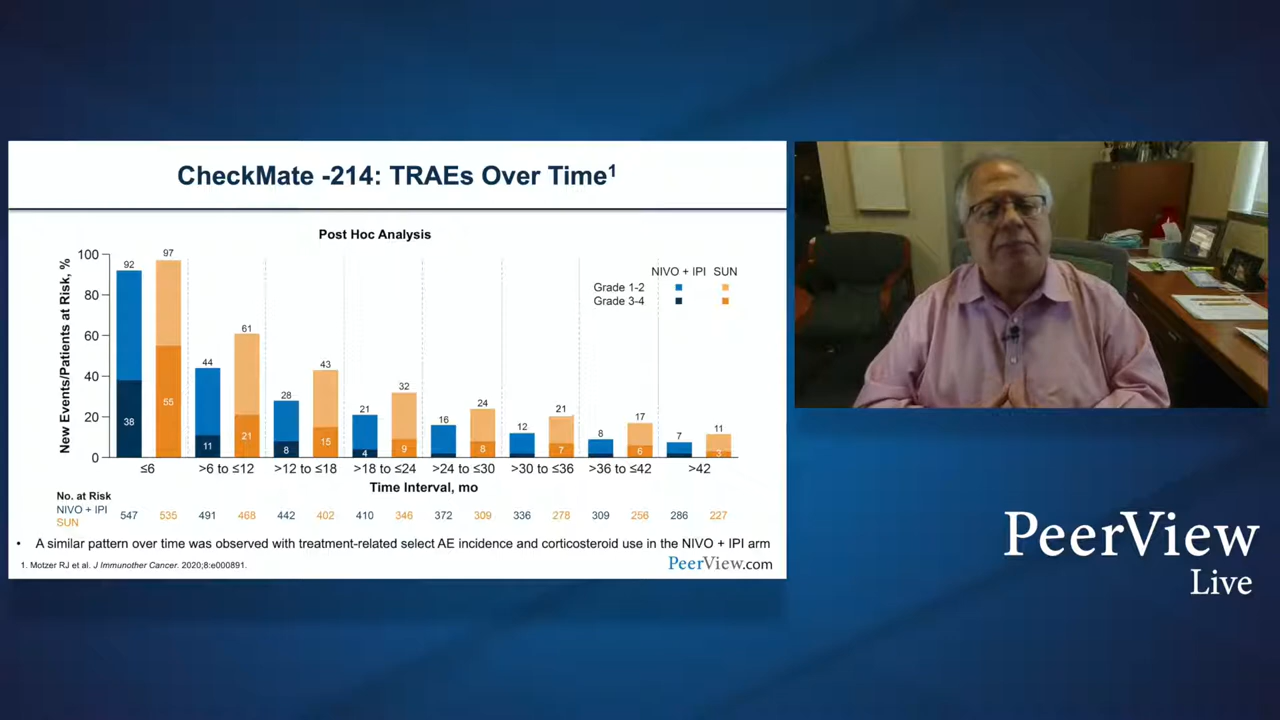 CheckMate -214: TRAEs Over Time¹
Post Hoc Analysis
New Events/Patients at Risk, %
100
80
60
40
20
0
NIVO + IPI SUN
Grade 1-2
Grade 3-4
92 97
38 55
44 61
11 21
28 43
8 15
21 32
4 9
16 24
8
12 21
7
8 17
6
7 11
3
≤6 >6 to ≤12 >12 to ≤18 >18 to ≤24 >24 to ≤30 >30 to ≤36 >36 to ≤42 >42
Time Interval, mo
No. at Risk
NIVO + IPI 547 491 442 410 372 336 309 286
SUN 535 468 402 346 309 278 256 227
• A similar pattern over time was observed with treatment-related select AE incidence and corticosteroid use in the NIVO + IPI arm
1. Motzer RJ et al. J Immunother Cancer. 2020;8:e000891.
PeerView.com
PeerView
Live